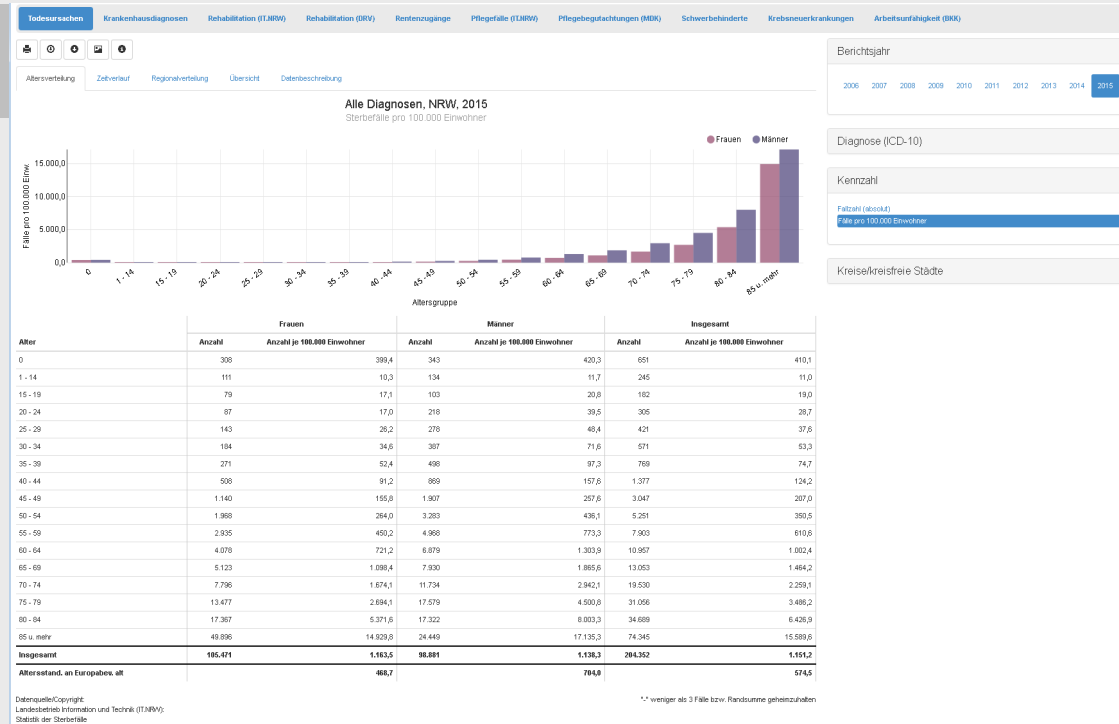 Todesursachen Krankenhausdiagnosen Rehabilitation (IT.NRW) Rehabilitation (DRV) Rentenzugänge Pflegefälle (IT.NRW) Pflegebegutachtungen (MDK) Schwerbehinderte Krebsneuerkrankungen Arbeitsunfähigkeit (BKK)
Altersverteilung Zeitverlauf Regionalverteilung Übersicht Datenbeschreibung
Alle Diagnosen, NRW, 2015
Sterbefälle pro 100.000 Einwohner
Frauen Männer
Fälle pro 100.000 Einw.
15.000,0
10.000,0
5.000,0
0,0
0 1 - 14 15 - 19 20 - 24 25 - 29 30 - 34 35 - 39 40 - 44 45 - 49 50 - 54 55 - 59 60 - 64 65 - 69 70 - 74 75 - 79 80 - 84 85 u. mehr
Altersgruppe
Frauen Männer Insgesamt
Alter Anzahl Anzahl je 100.000 Einwohner Anzahl Anzahl je 100.000 Einwohner Anzahl Anzahl je 100.000 Einwohner
0 308 399,4 343 420,3 651 410,1
1 - 14 111 10,3 134 11,7 245 11,0
15 - 19 79 17,1 103 20,8 182 19,0
20 - 24 87 17,0 218 39,5 305 28,7
25 - 29 143 26,2 278 48,4 421 37,6
30 - 34 184 34,6 387 71,6 571 53,3
35 - 39 271 52,4 498 97,3 769 74,7
40 - 44 508 91,2 869 157,6 1.377 124,2
45 - 49 1.140 155,8 1.907 257,6 3.047 207,0
50 - 54 1.968 264,0 3.283 436,1 5.251 350,5
55 - 59 2.935 450,2 4.968 773,3 7.903 610,6
60 - 64 4.078 721,2 6.879 1.303,9 10.957 1.002,4
65 - 69 5.123 1.098,4 7.930 1.865,6 13.053 1.464,2
70 - 74 7.796 1.674,1 11.734 2.942,1 19.530 2.259,1
75 - 79 13.477 2.694,1 17.579 4.500,8 31.056 3.486,2
80 - 84 17.367 5.371,6 17.322 8.003,3 34.689 6.426,9
85 u. mehr 49.896 14.929,8 24.449 17.135,3 74.345 15.589,6
Insgesamt 105.471 1.163,5 98.881 1.138,3 204.352 1.151,2
Altersstand. an Europabev. alt 468,7 704,0 574,5
Datenquelle/Copyright: "-" weniger als 3 Fälle bzw. Randsumme geheimzuhalten
Landesbetrieb Information und Technik (IT.NRW):
Statistik der Sterbefälle
Berichtsjahr
2006 2007 2008 2009 2010 2011 2012 2013 2014 2015
Diagnose (ICD-10)
Kennzahl
Fallzahl (absolut)
Fälle pro 100.000 Einwohner
Kreise/kreisfreie Städte